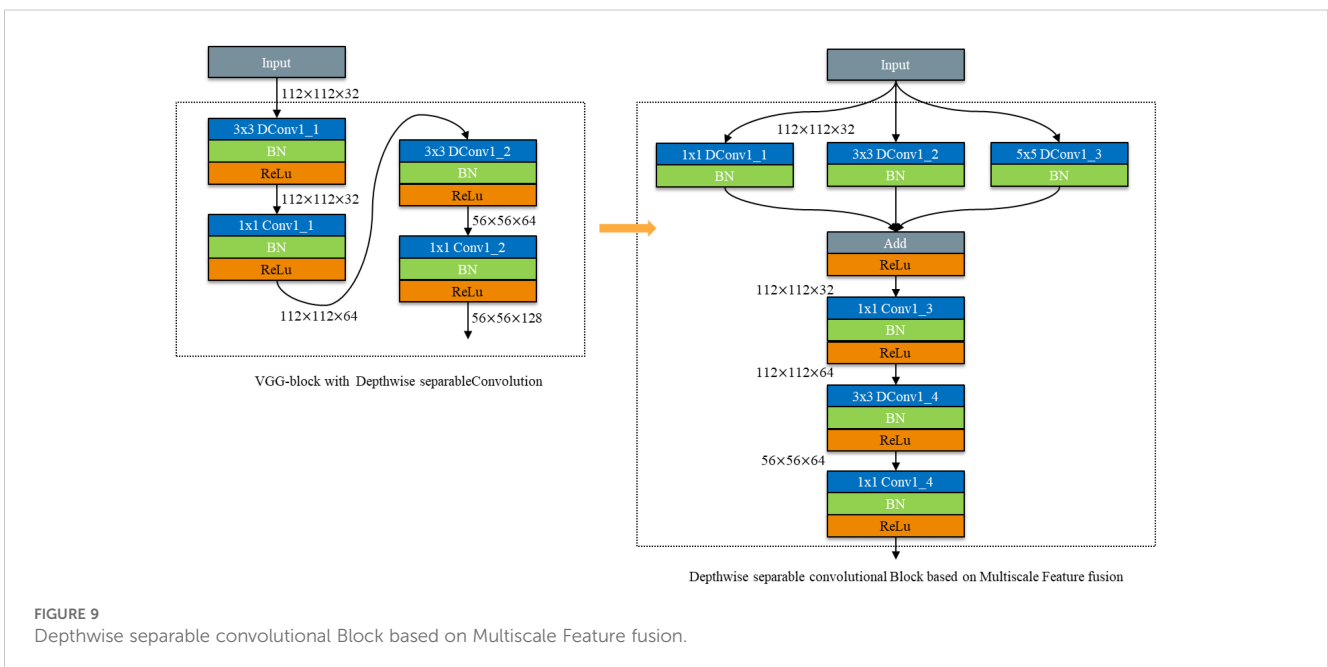 Input
112×112×32
3x3 DConv1_1
BN
ReLu
112×112×32
1x1 Conv1_1
BN
ReLu
112×112×64
3x3 DConv1_2
BN
ReLu
56×56×64
1x1 Conv1_2
BN
ReLu
56×56×128
VGG-block with Depthwise separableConvolution
Input
112×112×32
1x1 DConv1_1
BN
3x3 DConv1_2
BN
5x5 DConv1_3
BN
Add
ReLu
112×112×32
1x1 Conv1_3
BN
ReLu
112×112×64
3x3 DConv1_4
BN
ReLu
56×56×64
1x1 Conv1_4
BN
ReLu
Depthwise separable convolutional Block based on Multiscale Feature fusion
FIGURE 9
Depthwise separable convolutional Block based on Multiscale Feature fusion.